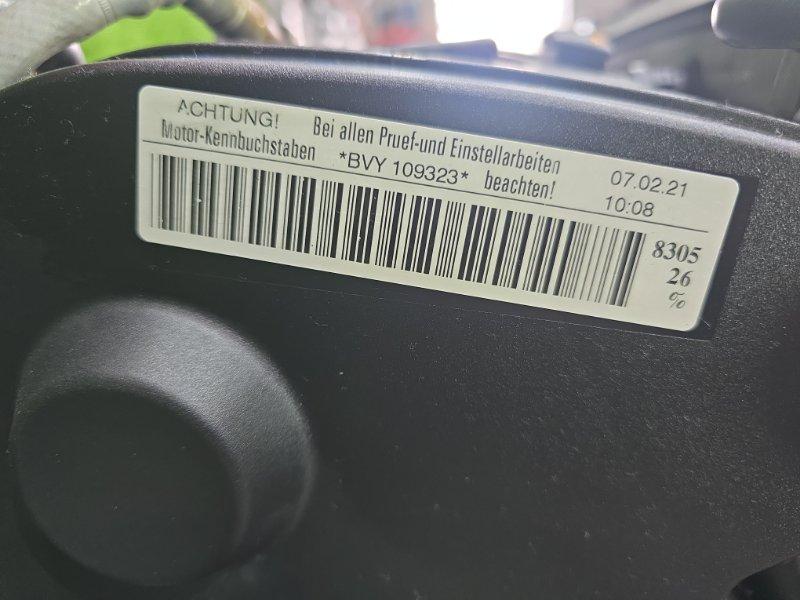 ACHTUNG! Bei allen Pruef-und Einstellarbeiten 07.02.21
Motor-Kennbuchstaben *BVY 109323* beachten! 10:08
8305
26
%